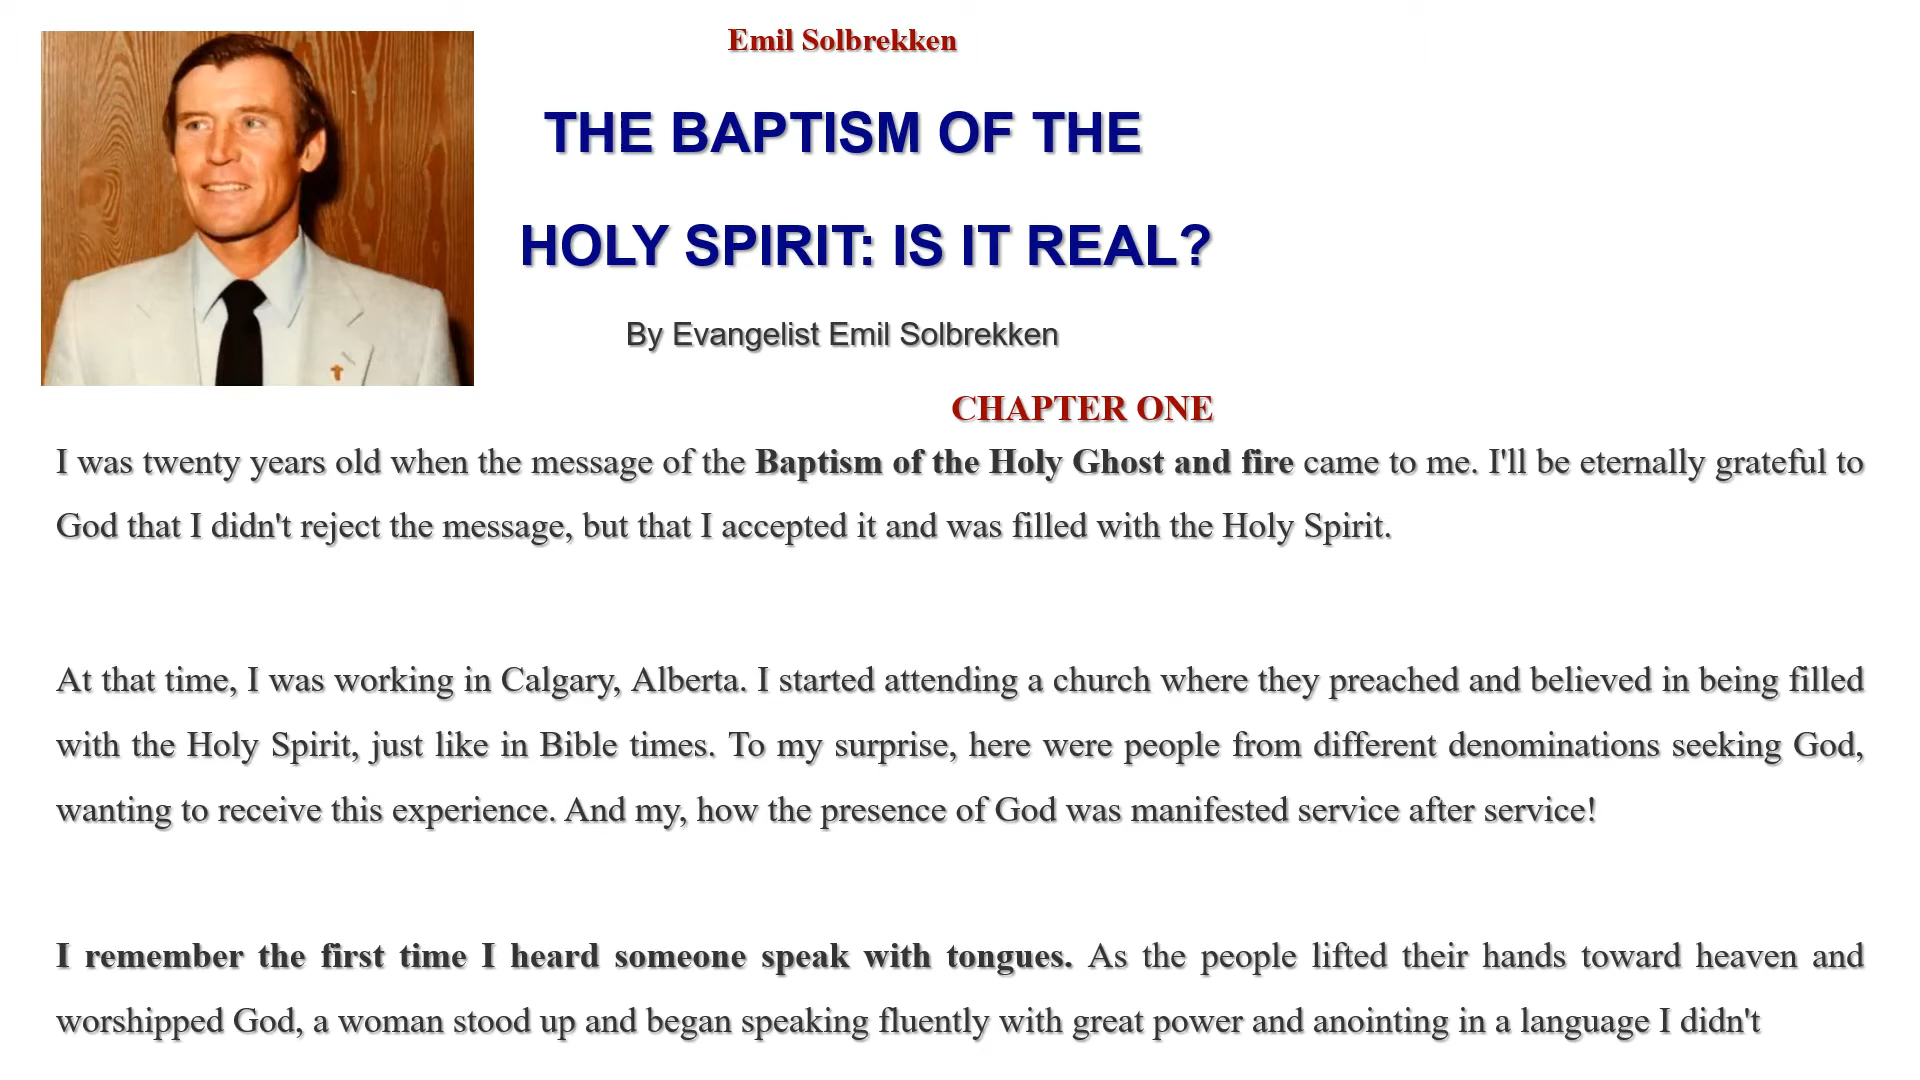 Emil Solbrekken
THE BAPTISM OF THE
HOLY SPIRIT: IS IT REAL?
By Evangelist Emil Solbrekken
CHAPTER ONE
I was twenty years old when the message of the Baptism of the Holy Ghost and fire came to me. I'll be eternally grateful to
God that I didn't reject the message, but that I accepted it and was filled with the Holy Spirit.
At that time, I was working in Calgary, Alberta. I started attending a church where they preached and believed in being filled
with the Holy Spirit, just like in Bible times. To my surprise, here were people from different denominations seeking God,
wanting to receive this experience. And my, how the presence of God was manifested service after service!
I remember the first time I heard someone speak with tongues. As the people lifted their hands toward heaven and
worshipped God, a woman stood up and began speaking fluently with great power and anointing in a language I didn't